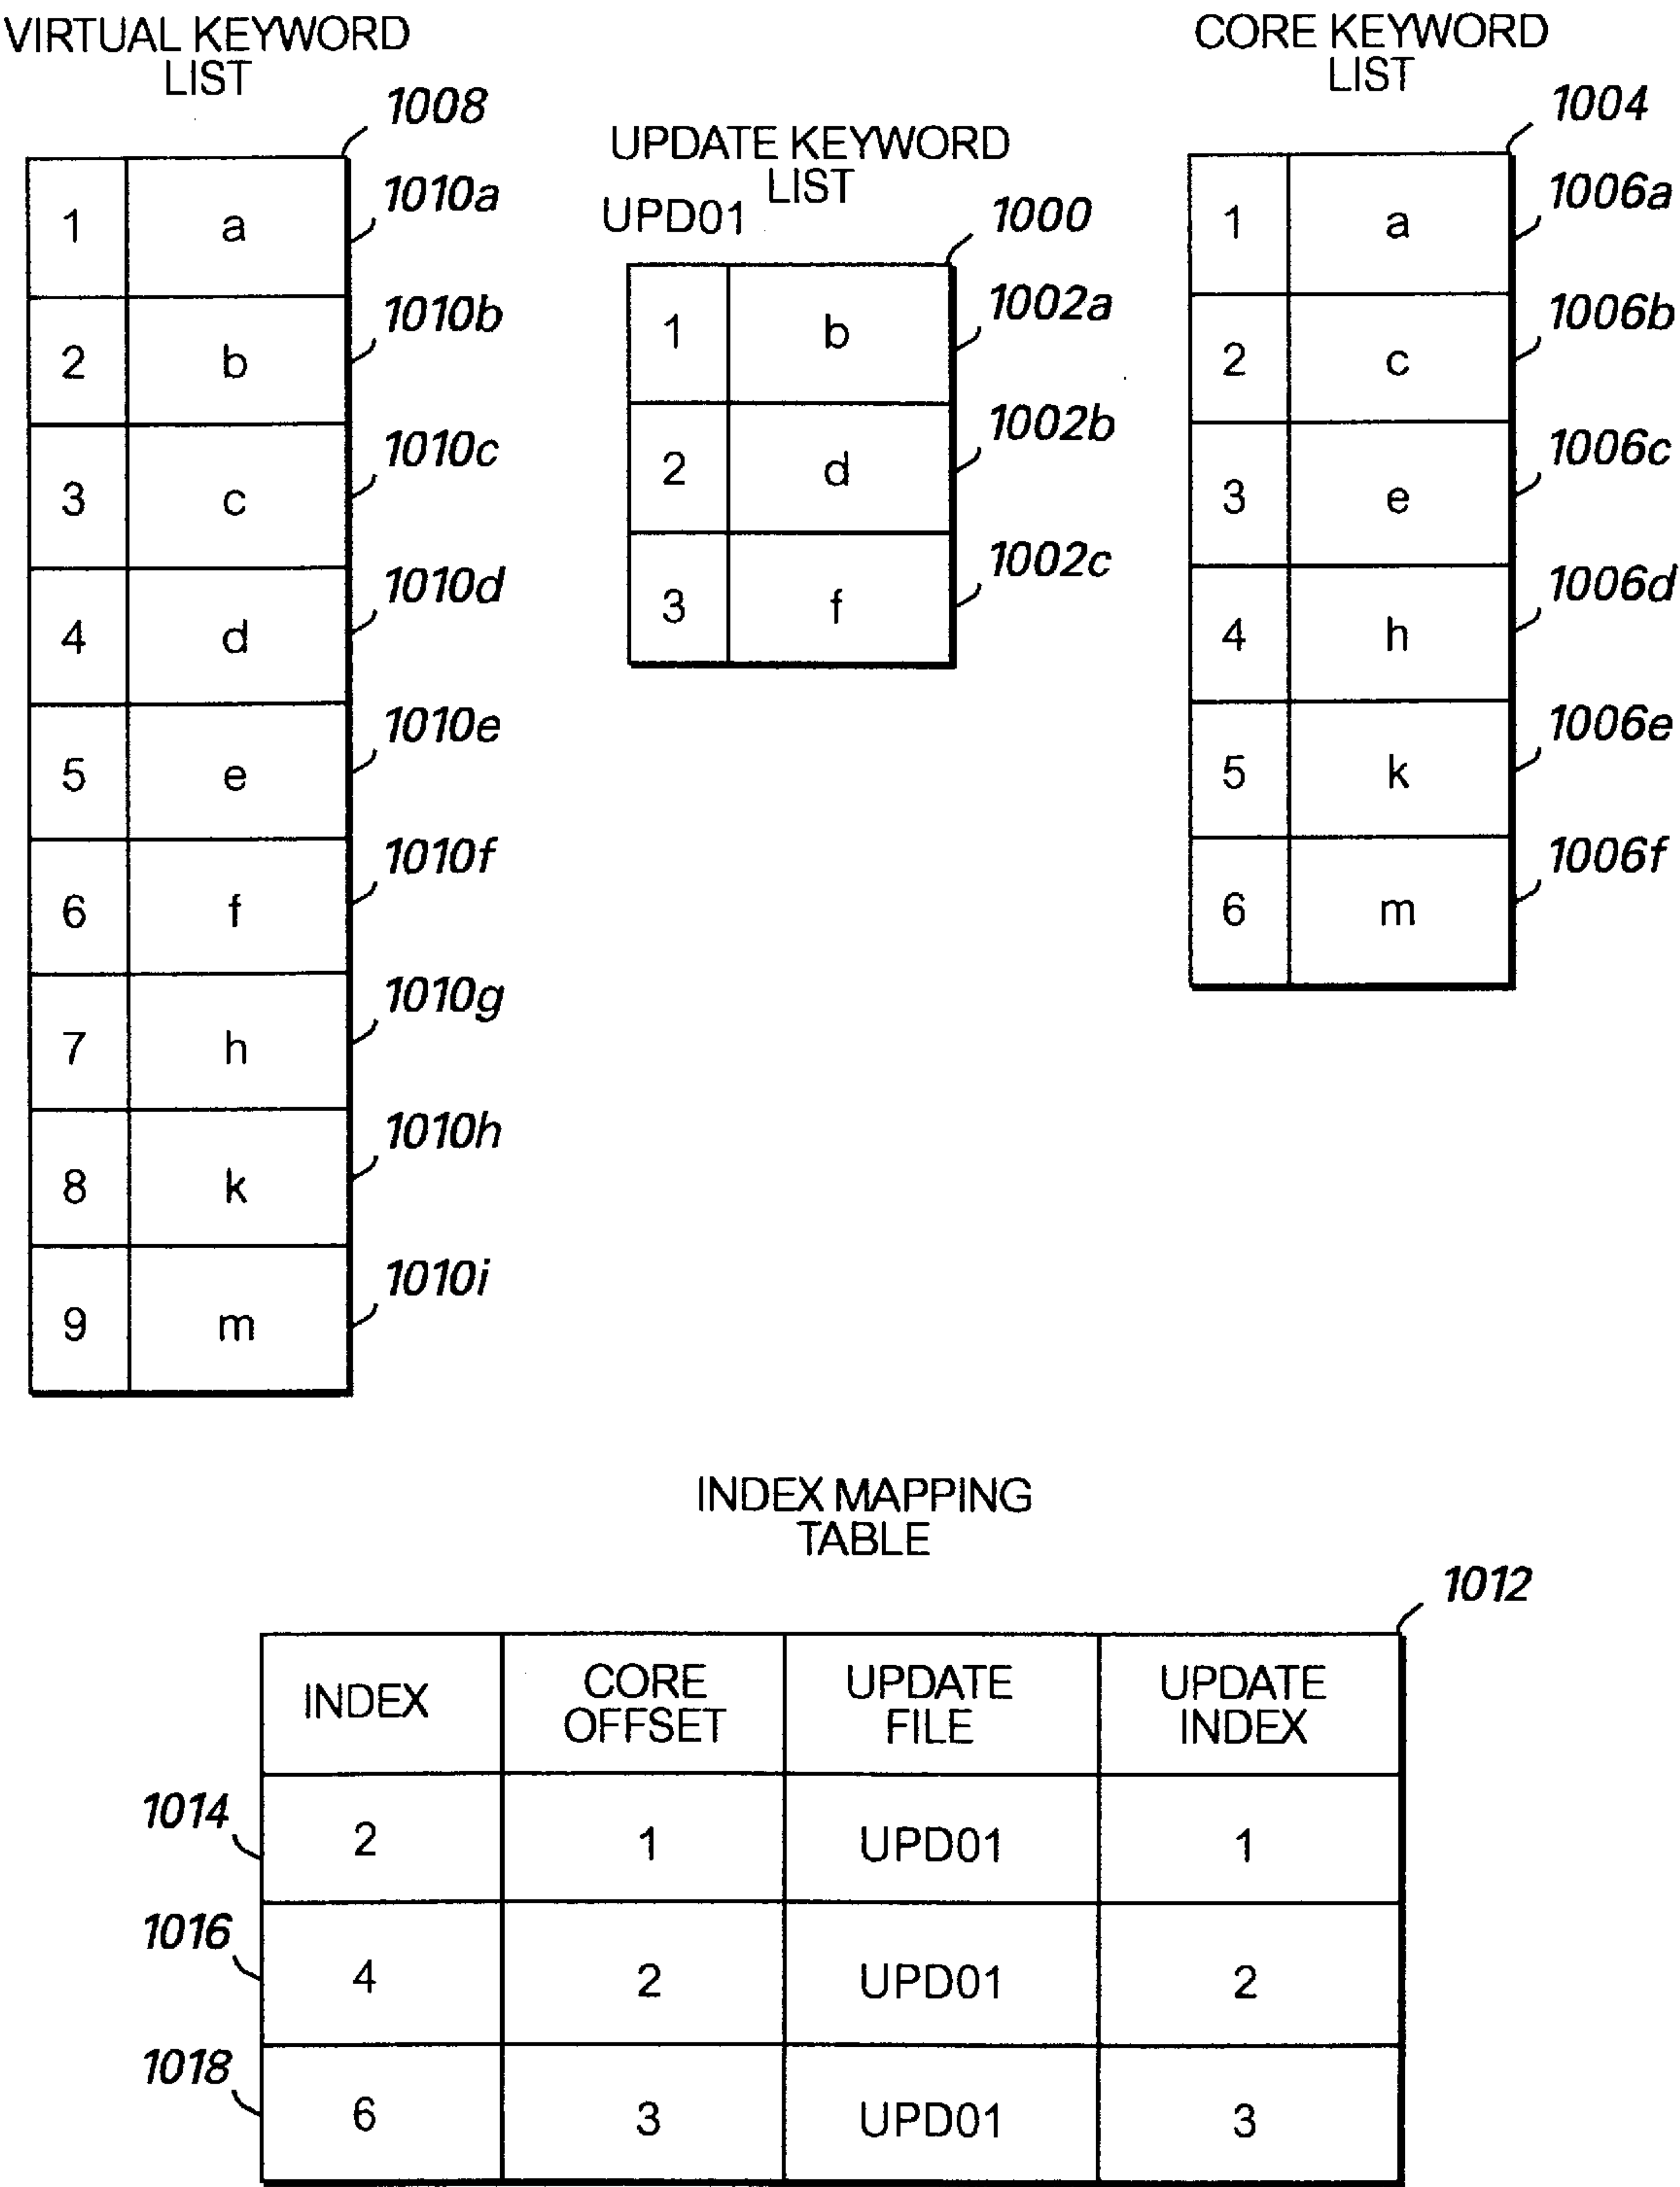 VIRTUAL KEYWORD
LIST
1008
1 a 1010a
2 b 1010b
3 c 1010c
4 d 1010d
5 e 1010e
6 f 1010f
7 h 1010g
8 k 1010h
9 m 1010i
UPDATE KEYWORD
LIST
UPD01
1000
1 b 1002a
2 d 1002b
3 f 1002c
CORE KEYWORD
LIST
1004
1 a 1006a
2 c 1006b
3 e 1006c
4 h 1006d
5 k 1006e
6 m 1006f
INDEX MAPPING
TABLE
1012
INDEX CORE OFFSET UPDATE FILE UPDATE INDEX
1014 2 1 UPD01 1
1016 4 2 UPD01 2
1018 6 3 UPD01 3